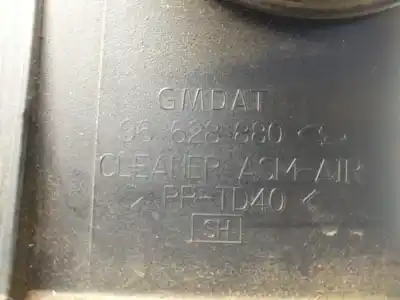 GMDAT
96 628 880
CLEANER ASM-AIR
> PP-TD40 <
SH